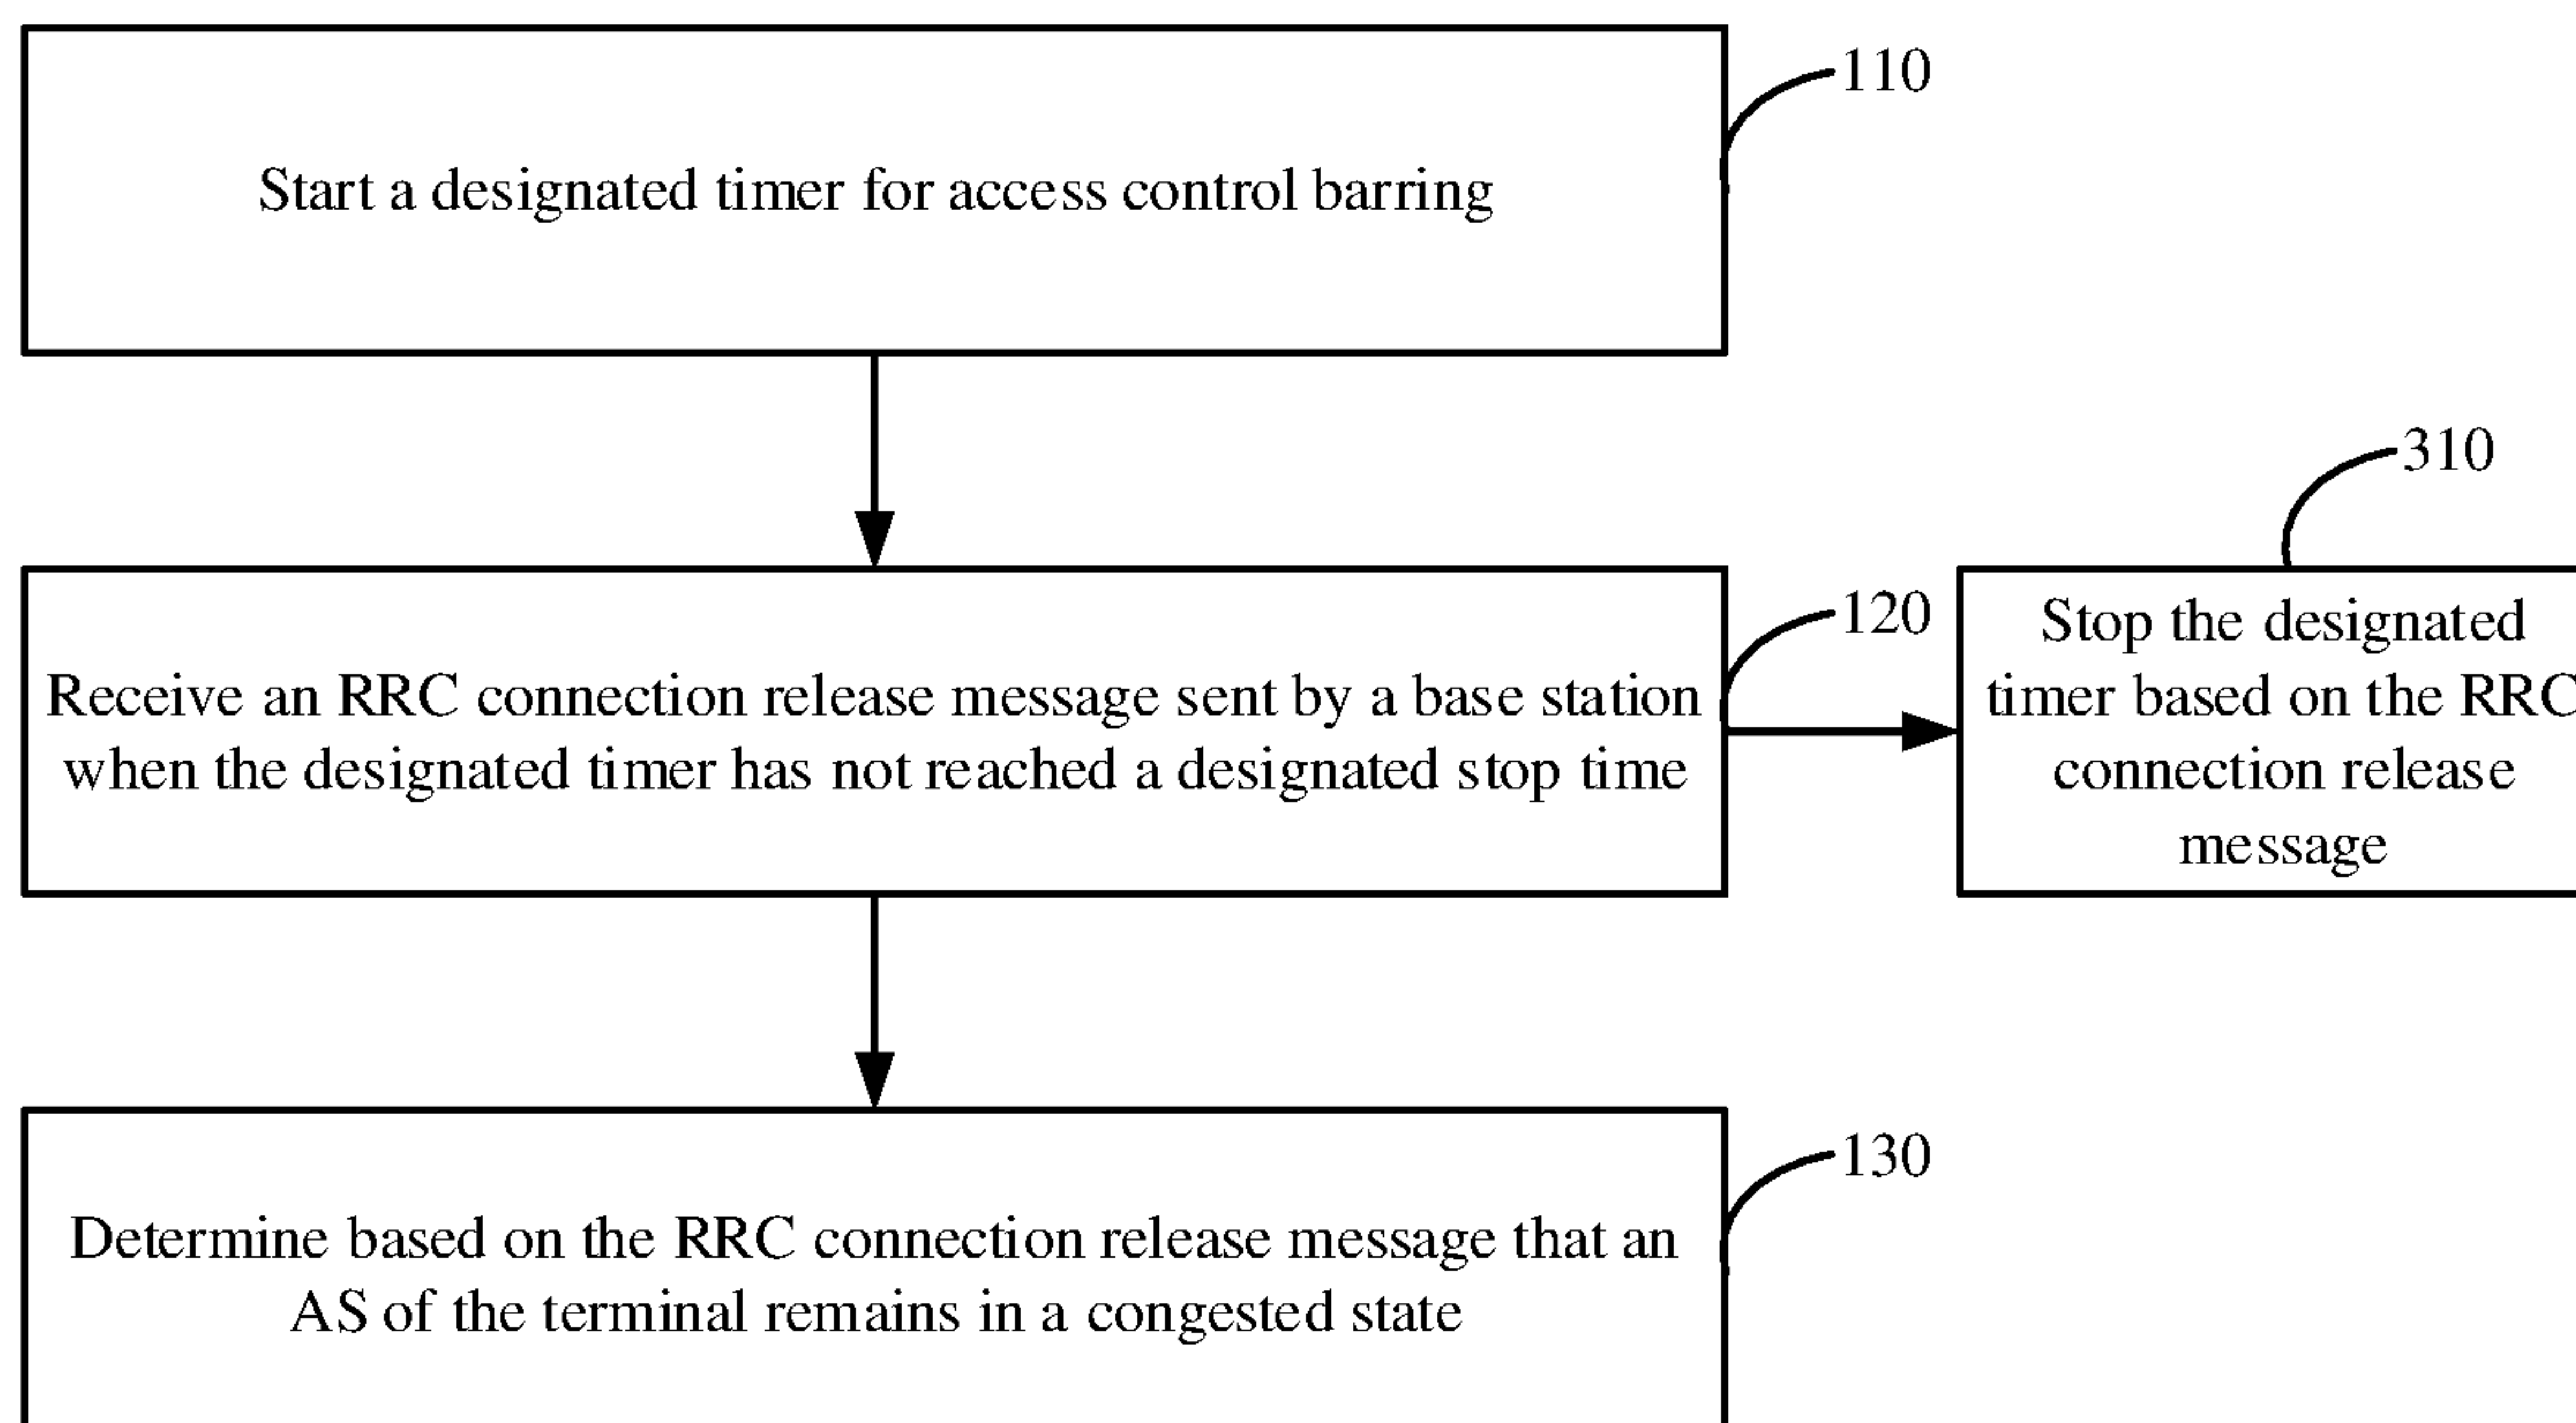 110
Start a designated timer for access control barring
310
120
Receive an RRC connection release message sent by a base station
when the designated timer has not reached a designated stop time
Stop the designated
timer based on the RRC
connection release
message
130
Determine based on the RRC connection release message that an
AS of the terminal remains in a congested state